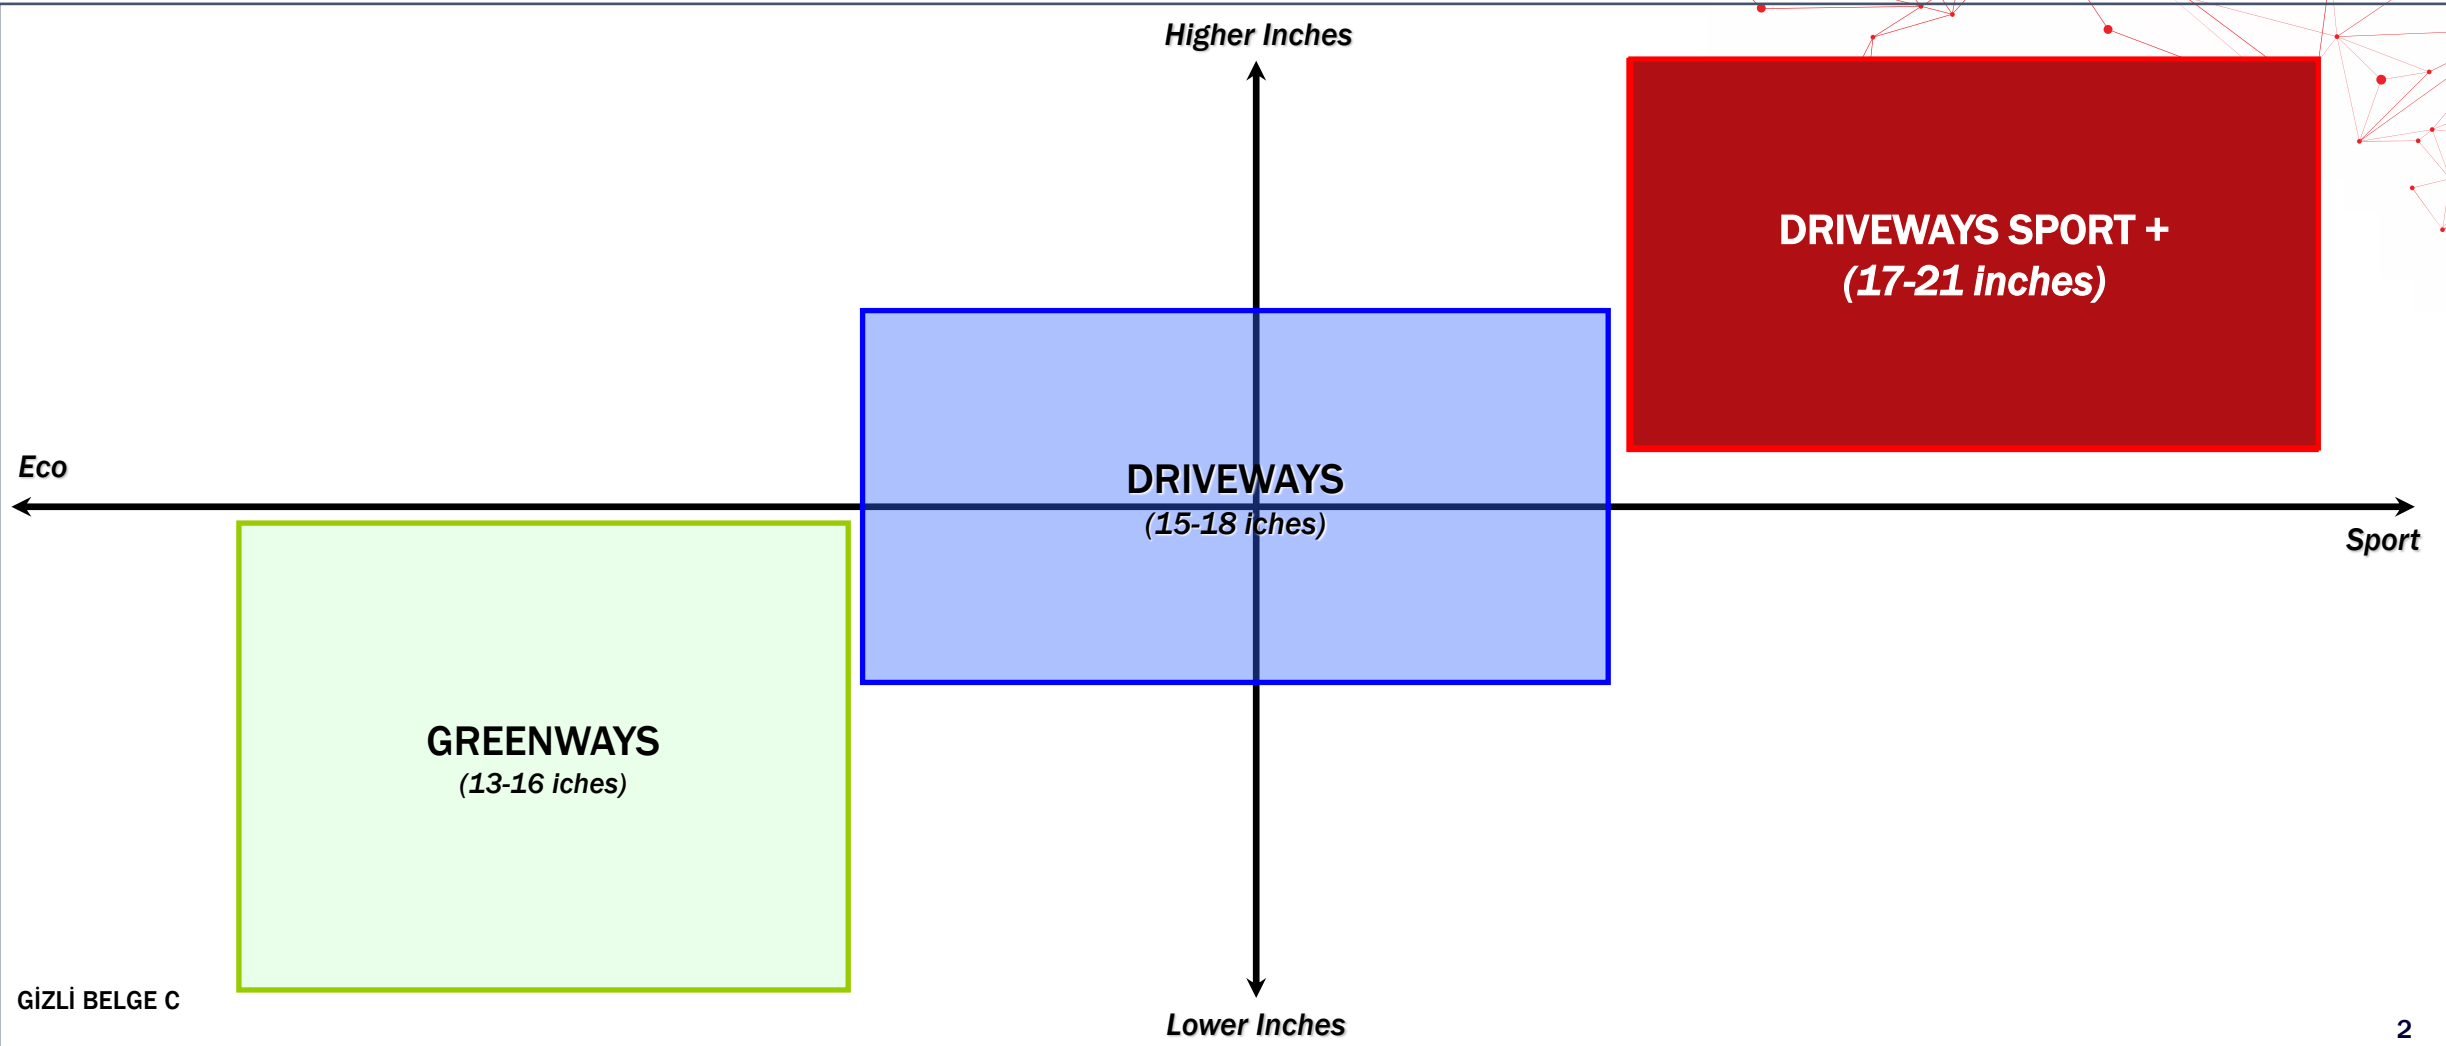 Higher Inches
DRIVEWAYS SPORT +
(17-21 inches)
Eco
DRIVEWAYS
(15-18 iches)
Sport
GREENWAYS
(13-16 iches)
GİZLİ BELGE C
Lower Inches
2